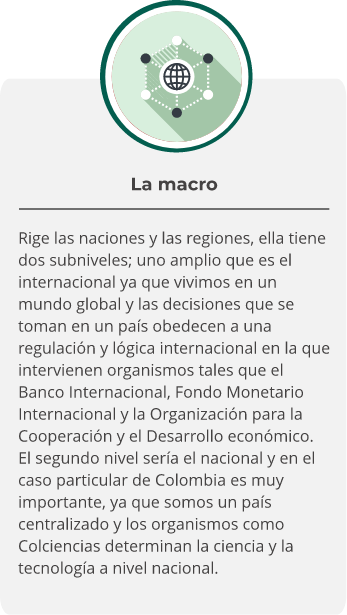 La macro
Rige las naciones y las regiones, ella tiene
dos subniveles; uno amplio que es el
internacional ya que vivimos en un
mundo global y las decisiones que se
toman en un país obedecen a una
regulación y lógica internacional en la que
intervienen organismos tales que el
Banco Internacional, Fondo Monetario
Internacional y la Organización para la
Cooperación y el Desarrollo económico.
El segundo nivel sería el nacional y en el
caso particular de Colombia es muy
importante, ya que somos un país
centralizado y los organismos como
Colciencias determinan la ciencia y la
tecnología a nivel nacional.